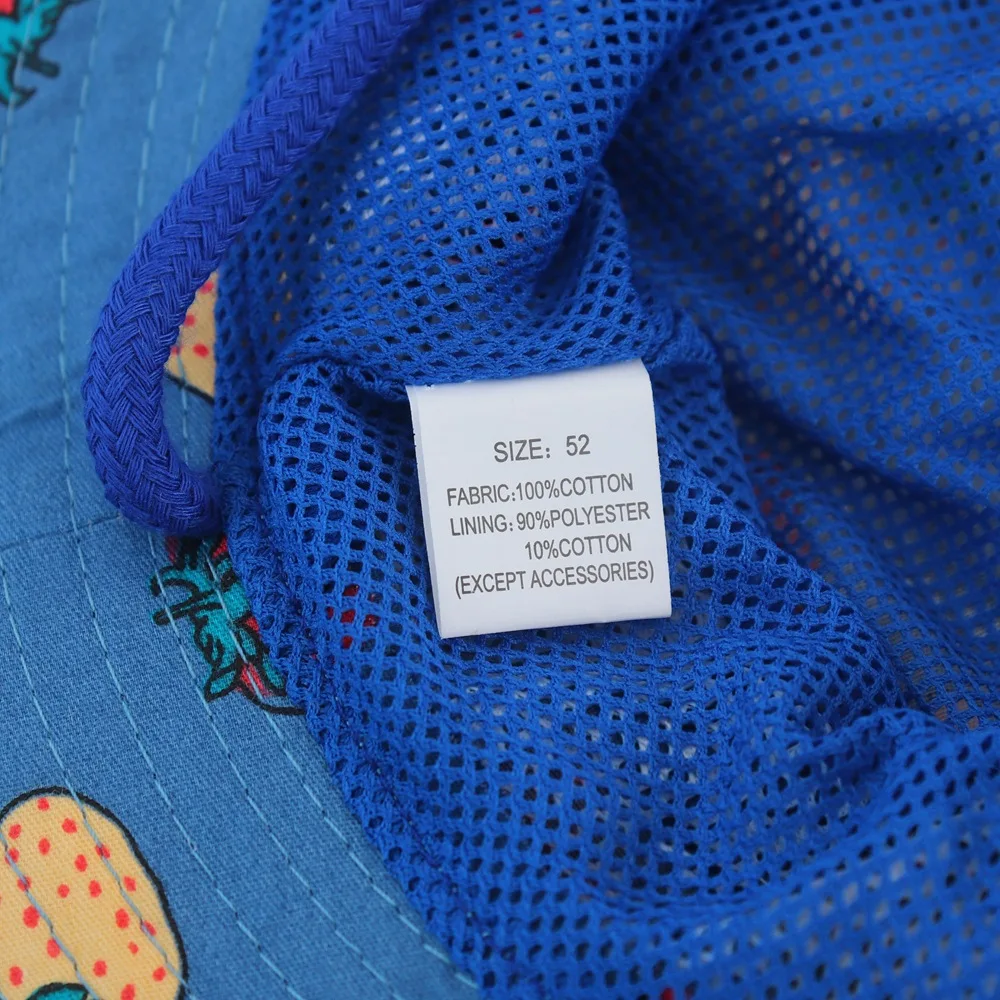 SIZE: 52
FABRIC:100%COTTON
LINING: 90%POLYESTER
10%COTTON
(EXCEPT ACCESSORIES)